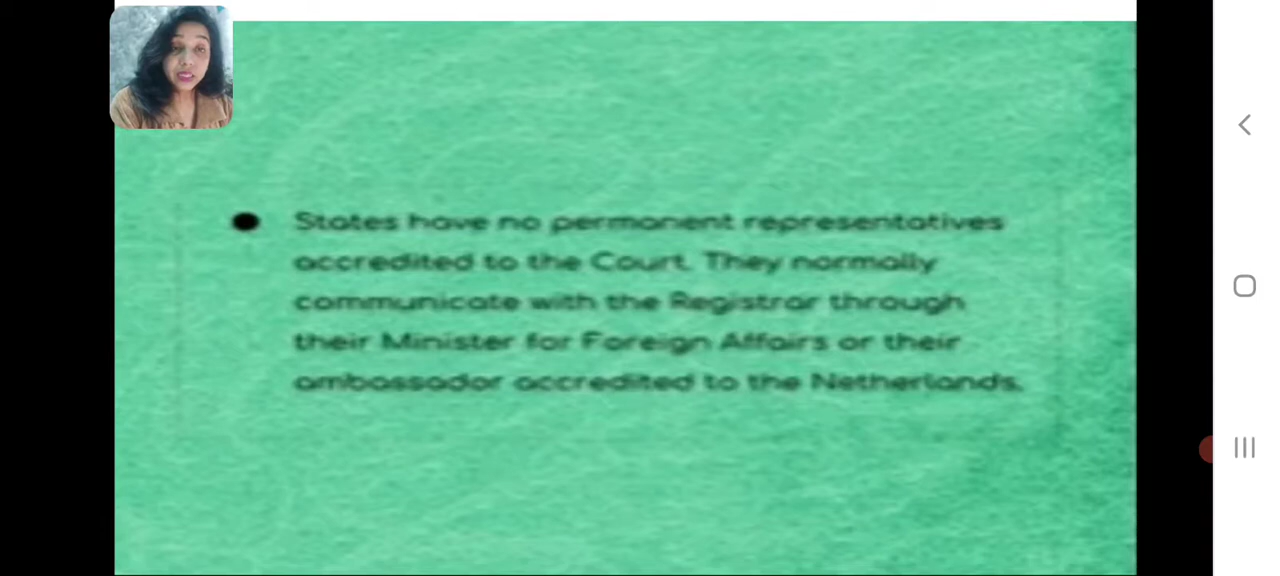 States have no permanent representatives
accredited to the Court. They normally
communicate with the Registrar through
their Minister for Foreign Affairs or their
ambassador accredited to the Netherlands.